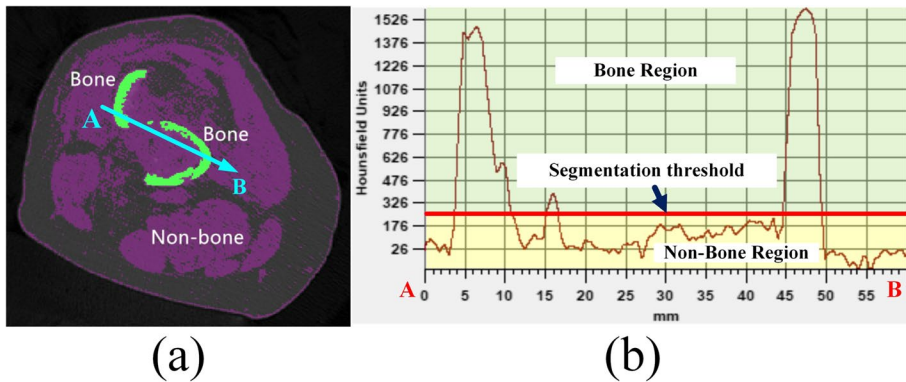 Bone
A
Bone
B
Non-bone
(a)
Hounsfield Units
1526
1376
1226
1076
926
776
626
476
326
176
26
Bone Region
Segmentation threshold
Non-Bone Region
A
0 5 10 15 20 25 30 35 40 45 50 55
B
mm
(b)